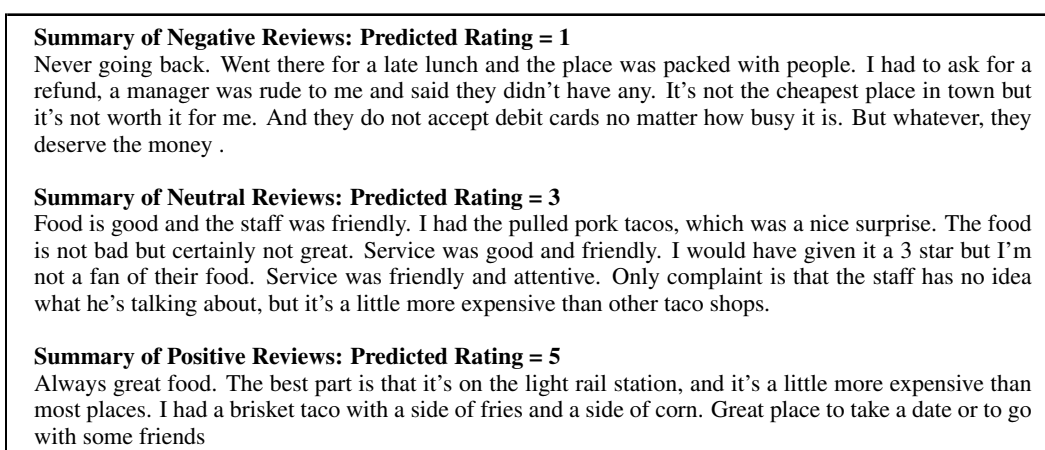 Summary of Negative Reviews: Predicted Rating = 1
Never going back. Went there for a late lunch and the place was packed with people. I had to ask for a
refund, a manager was rude to me and said they didn't have any. It's not the cheapest place in town but
it's not worth it for me. And they do not accept debit cards no matter how busy it is. But whatever, they
deserve the money .
Summary of Neutral Reviews: Predicted Rating = 3
Food is good and the staff was friendly. I had the pulled pork tacos, which was a nice surprise. The food
is not bad but certainly not great. Service was good and friendly. I would have given it a 3 star but I'm
not a fan of their food. Service was friendly and attentive. Only complaint is that the staff has no idea
what he's talking about, but it's a little more expensive than other taco shops.
Summary of Positive Reviews: Predicted Rating = 5
Always great food. The best part is that it's on the light rail station, and it's a little more expensive than
most places. I had a brisket taco with a side of fries and a side of corn. Great place to take a date or to go
with some friends